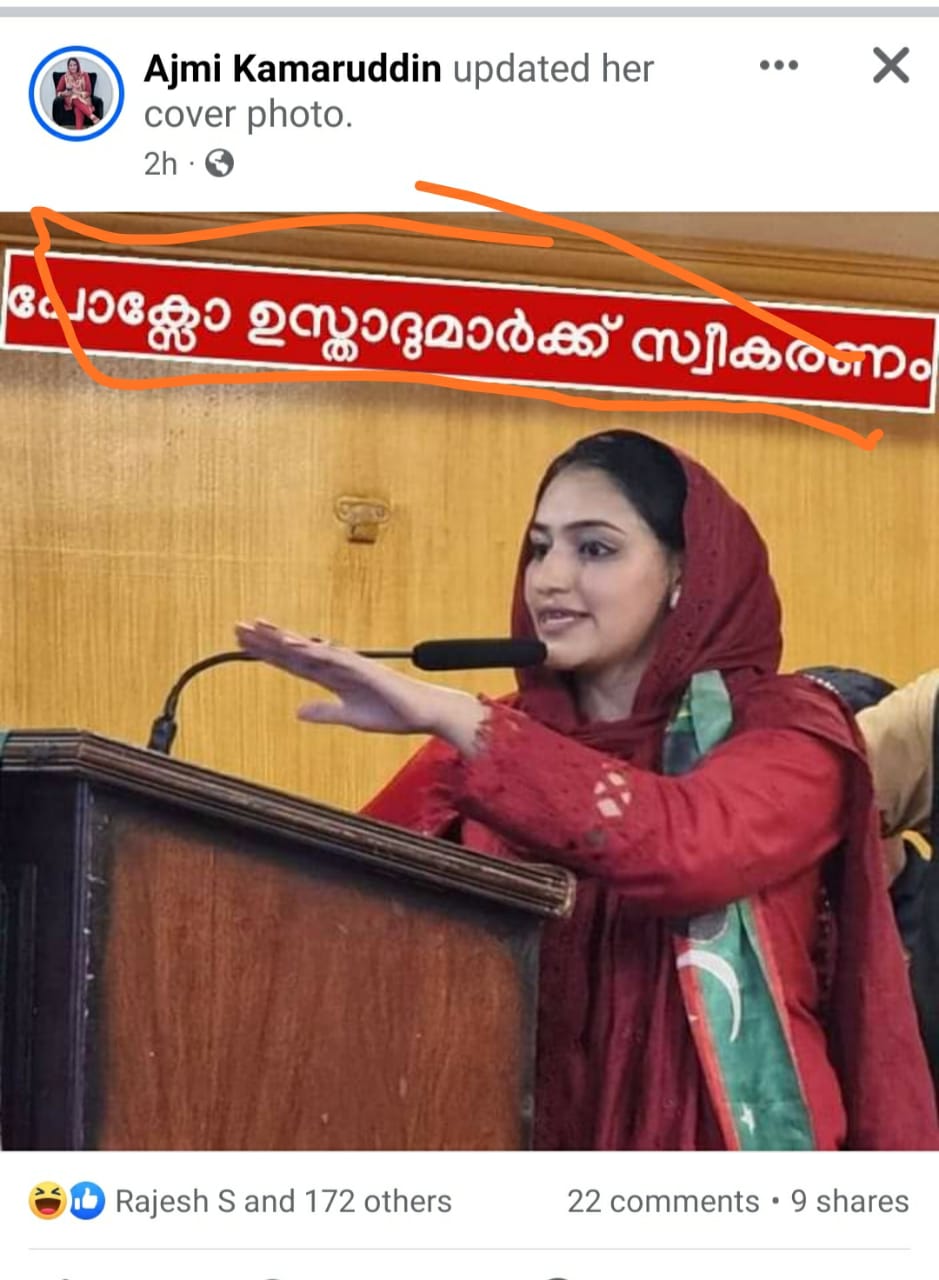 Ajmi Kamaruddin updated her
cover photo.
2h ·
പോക്സോ ഉസ്താദുമാർക്ക് സ്വീകരണം
Rajesh S and 172 others
22 comments • 9 shares